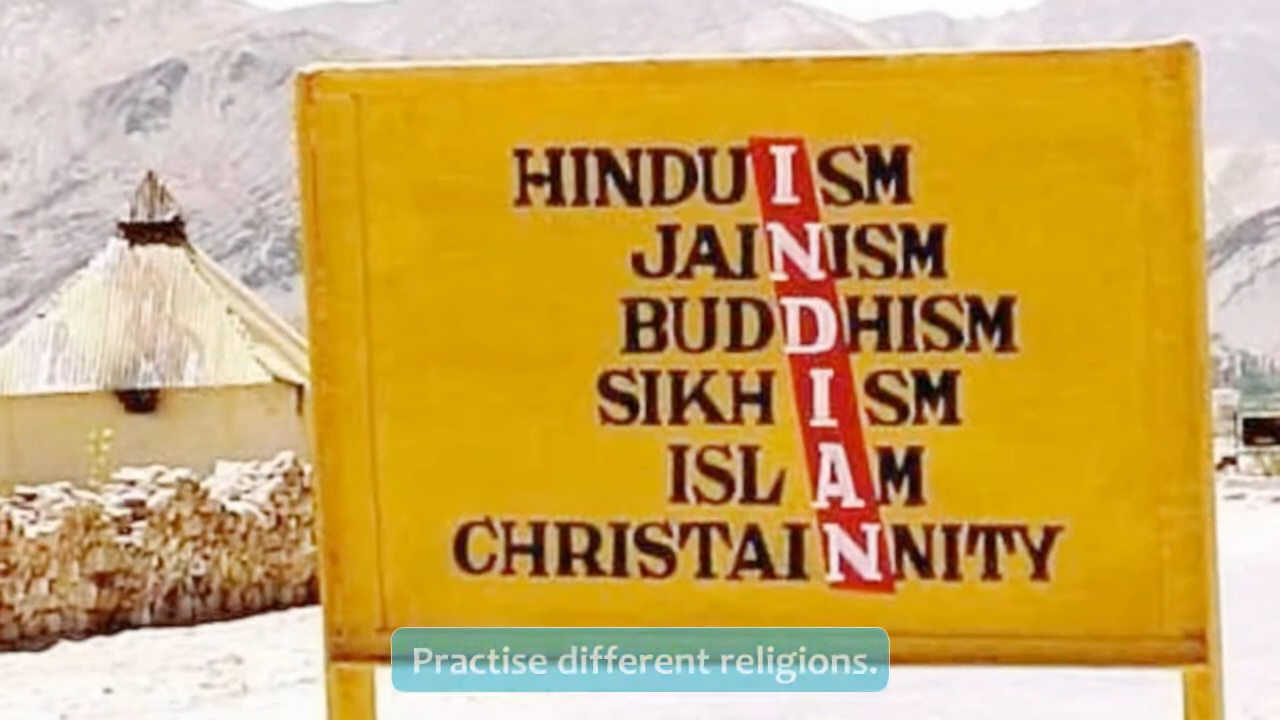 HINDUISM
JAINISM
BUDDHISM
SIKHISM
ISLAM
CHRISTAINNITY
Practise different religions.